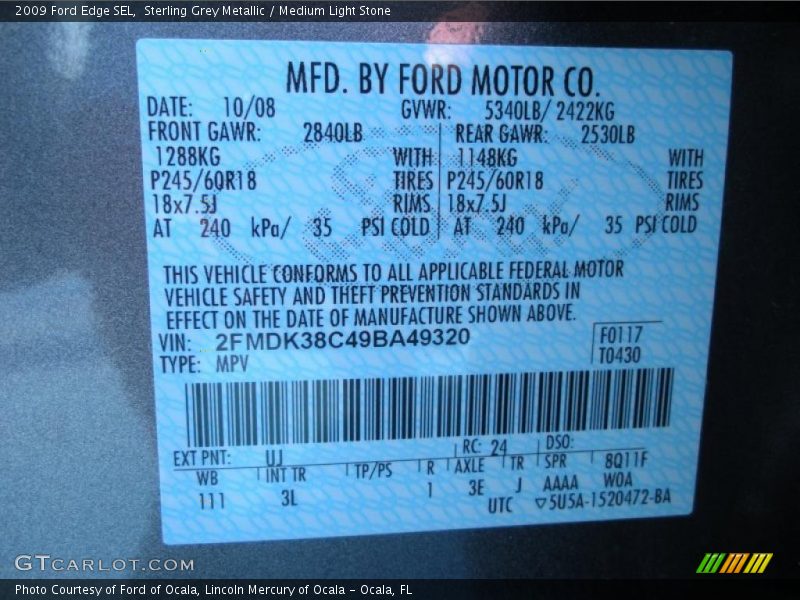 2009 Ford Edge SEL,  Sterling Grey Metallic / Medium Light Stone
MFD. BY FORD MOTOR CO.
DATE: 10/08 GVWR: 5340LB/ 2422KG
FRONT GAWR: 2840LB REAR GAWR: 2530LB
1288KG WITH 1148KG WITH
P245/60R18 TIRES P245/60R18 TIRES
18x7.5J RIMS 18x7.5J RIMS
AT 240 kPa/ 35 PSI COLD AT 240 kPa/ 35 PSI COLD
THIS VEHICLE CONFORMS TO ALL APPLICABLE FEDERAL MOTOR
VEHICLE SAFETY AND THEFT PREVENTION STANDARDS IN
EFFECT ON THE DATE OF MANUFACTURE SHOWN ABOVE.
VIN: 2FMDK38C49BA49320 F0117
TYPE: MPV T0430
EXT PNT: UJ RC: 24 DSO:
WB INT TR TP/PS R AXLE TR SPR 8Q11F
111 3L 1 3E J AAAA W0A
UTC ▽5U5A-1520472-BA
GTCARLOT.COM
Photo Courtesy of Ford of Ocala, Lincoln Mercury of Ocala - Ocala, FL